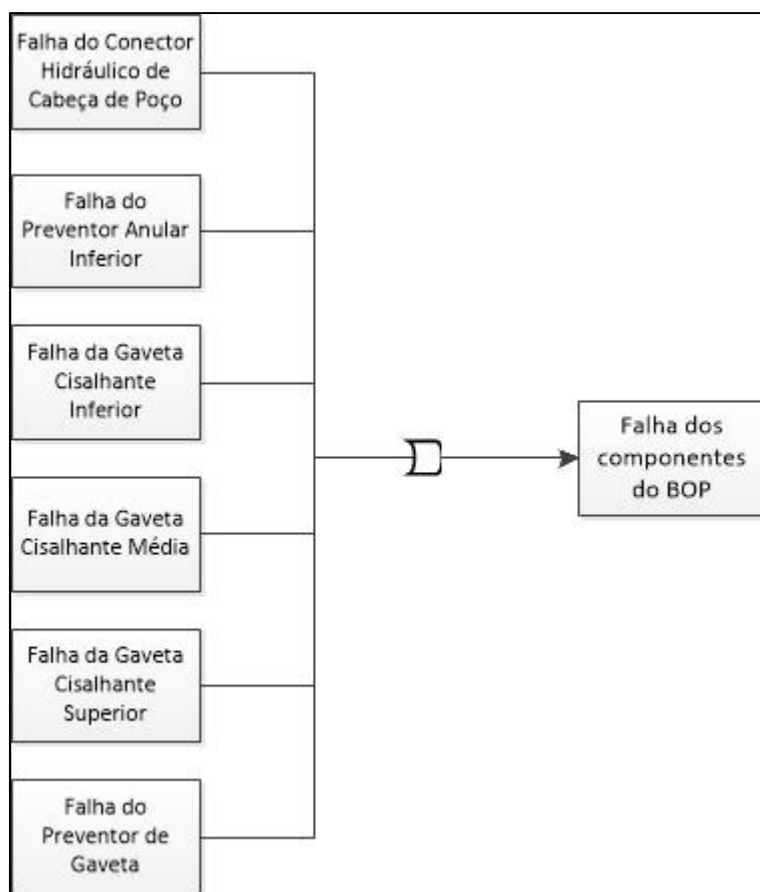 Falha do Conector
Hidráulico de
Cabeça de Poço
Falha do
Preventor Anular
Inferior
Falha da Gaveta
Cisalhante
Inferior
Falha da Gaveta
Cisalhante Média
Falha da Gaveta
Cisalhante
Superior
Falha do
Preventor de
Gaveta
Falha dos
componentes
do BOP